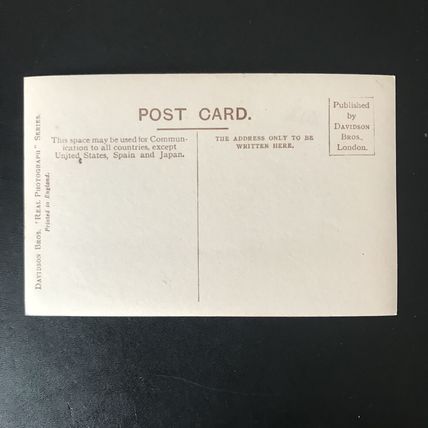 POST CARD.
This space may be used for Commun-
ication to all countries, except
United States, Spain and Japan.
THE ADDRESS ONLY TO BE
WRITTEN HERE.
Published
by
DAVIDSON
BROS.,
London.
DAVIDSON BROS. "REAL PHOTOGRAPH" SERIES.
Printed in England.